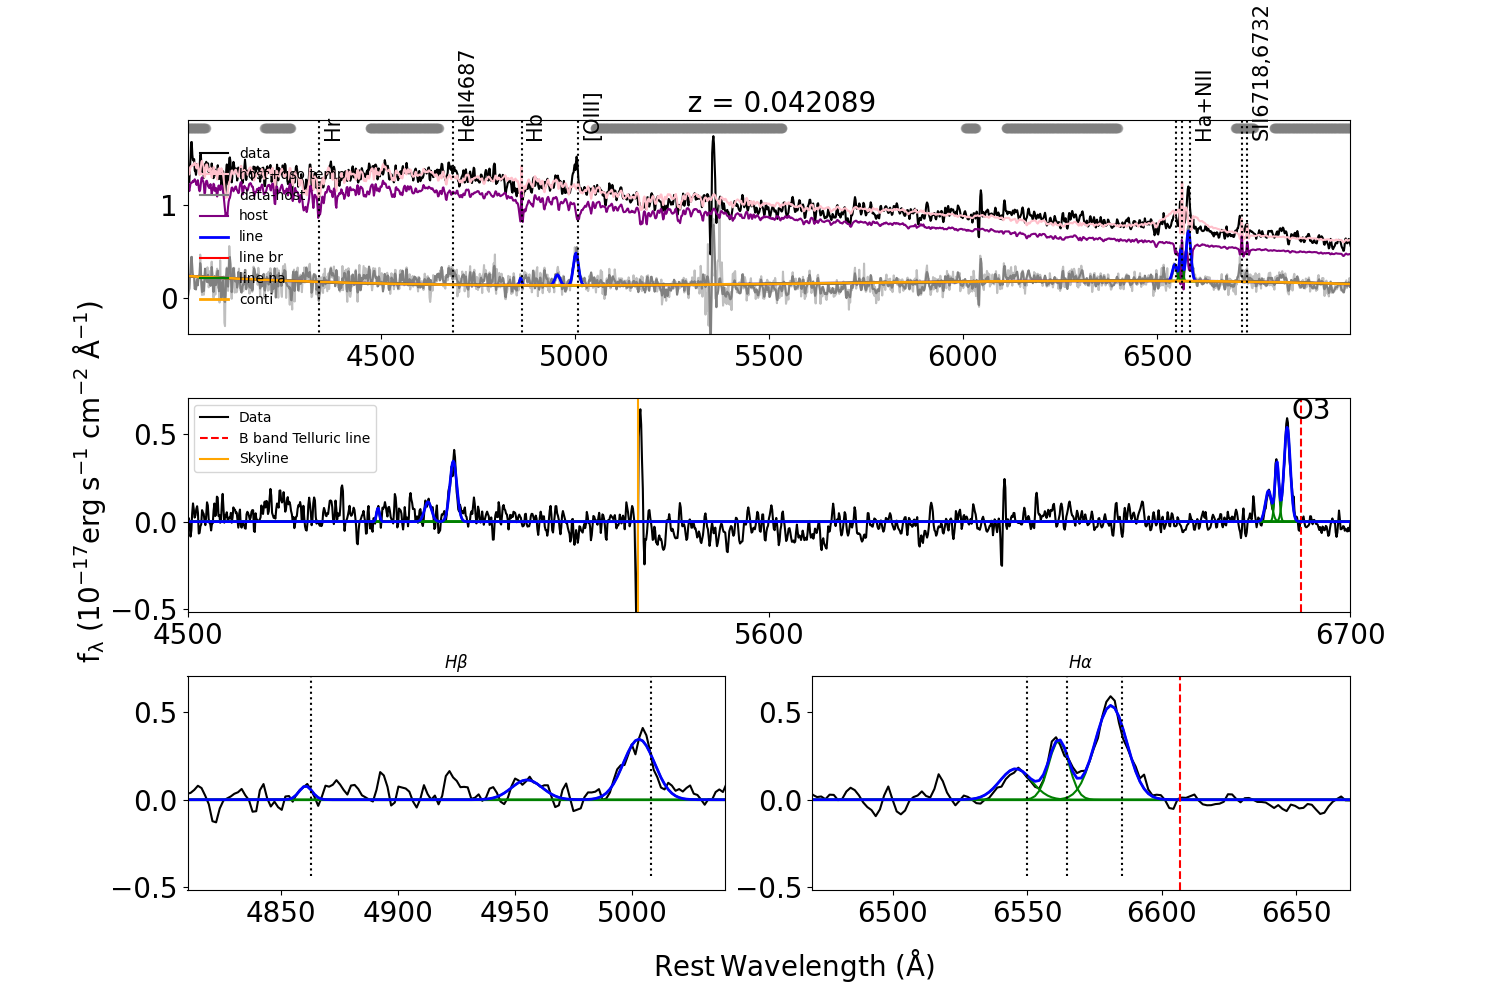 z = 0.042089
Hr
HeII4687
Hb
[OIII]
Ha+NII
SII6718,6732
data
host+qso temp
data-host
host
line
line br
line na
conti
1
0
4500 5000 5500 6000 6500
Data
B band Telluric line
Skyline
O3
0.5
0.0
−0.5
4500 5600 6700
fλ (10⁻¹⁷erg s⁻¹ cm⁻² Å⁻¹)
Hβ
0.5
0.0
−0.5
4850 4900 4950 5000
Hα
0.5
0.0
−0.5
6500 6550 6600 6650
Rest Wavelength (Å)